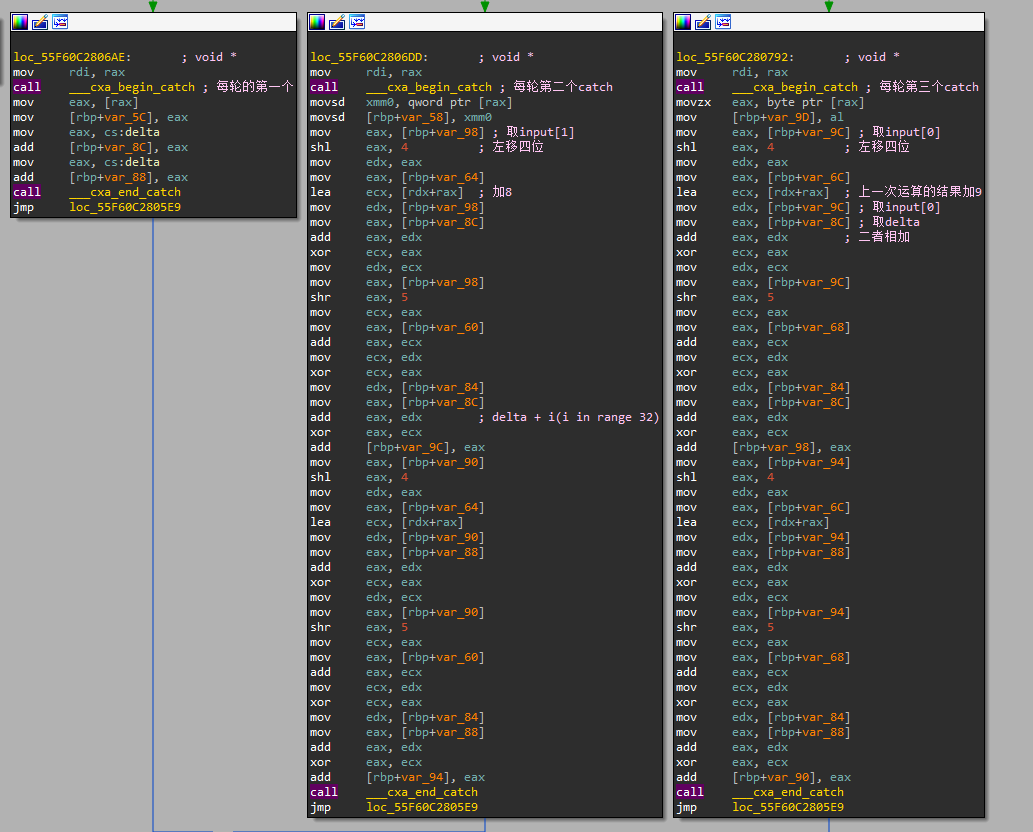 loc_55F60C2806AE:        ; void *
mov     rdi, rax
call    ___cxa_begin_catch ; 每轮的第一个
mov     eax, [rax]
mov     [rbp+var_5C], eax
mov     eax, cs:delta
add     [rbp+var_8C], eax
mov     eax, cs:delta
add     [rbp+var_88], eax
call    ___cxa_end_catch
jmp     loc_55F60C2805E9
loc_55F60C2806DD:        ; void *
mov     rdi, rax
call    ___cxa_begin_catch ; 每轮第二个catch
movsd   xmm0, qword ptr [rax]
movsd   [rbp+var_58], xmm0
mov     eax, [rbp+var_98] ; 取input[1]
shl     eax, 4          ; 左移四位
mov     edx, eax
mov     eax, [rbp+var_64]
lea     ecx, [rdx+rax]  ; 加8
mov     edx, [rbp+var_98]
mov     eax, [rbp+var_8C]
add     eax, edx
xor     ecx, eax
mov     edx, ecx
mov     eax, [rbp+var_98]
shr     eax, 5
mov     ecx, eax
mov     eax, [rbp+var_60]
add     eax, ecx
mov     ecx, edx
xor     ecx, eax
mov     edx, [rbp+var_84]
mov     eax, [rbp+var_8C]
add     eax, edx        ; delta + i(i in range 32)
xor     eax, ecx
add     [rbp+var_9C], eax
mov     eax, [rbp+var_90]
shl     eax, 4
mov     edx, eax
mov     eax, [rbp+var_64]
lea     ecx, [rdx+rax]
mov     edx, [rbp+var_90]
mov     eax, [rbp+var_88]
add     eax, edx
xor     ecx, eax
mov     edx, ecx
mov     eax, [rbp+var_90]
shr     eax, 5
mov     ecx, eax
mov     eax, [rbp+var_60]
add     eax, ecx
mov     ecx, edx
xor     ecx, eax
mov     edx, [rbp+var_84]
mov     eax, [rbp+var_88]
add     eax, edx
xor     eax, ecx
add     [rbp+var_94], eax
call    ___cxa_end_catch
jmp     loc_55F60C2805E9
loc_55F60C280792:        ; void *
mov     rdi, rax
call    ___cxa_begin_catch ; 每轮第三个catch
movzx   eax, byte ptr [rax]
mov     [rbp+var_9D], al
mov     eax, [rbp+var_9C] ; 取input[0]
shl     eax, 4          ; 左移四位
mov     edx, eax
mov     eax, [rbp+var_6C]
lea     ecx, [rdx+rax]  ; 上一次运算的结果加9
mov     edx, [rbp+var_9C] ; 取input[0]
mov     eax, [rbp+var_8C] ; 取delta
add     eax, edx        ; 二者相加
xor     ecx, eax
mov     edx, ecx
mov     eax, [rbp+var_9C]
shr     eax, 5
mov     ecx, eax
mov     eax, [rbp+var_68]
add     eax, ecx
mov     ecx, edx
xor     ecx, eax
mov     edx, [rbp+var_84]
mov     eax, [rbp+var_8C]
add     eax, edx
xor     eax, ecx
add     [rbp+var_98], eax
mov     eax, [rbp+var_94]
shl     eax, 4
mov     edx, eax
mov     eax, [rbp+var_6C]
lea     ecx, [rdx+rax]
mov     edx, [rbp+var_94]
mov     eax, [rbp+var_88]
add     eax, edx
xor     ecx, eax
mov     edx, ecx
mov     eax, [rbp+var_94]
shr     eax, 5
mov     ecx, eax
mov     eax, [rbp+var_68]
add     eax, ecx
mov     ecx, edx
xor     ecx, eax
mov     edx, [rbp+var_84]
mov     eax, [rbp+var_88]
add     eax, edx
xor     eax, ecx
add     [rbp+var_90], eax
call    ___cxa_end_catch
jmp     loc_55F60C2805E9